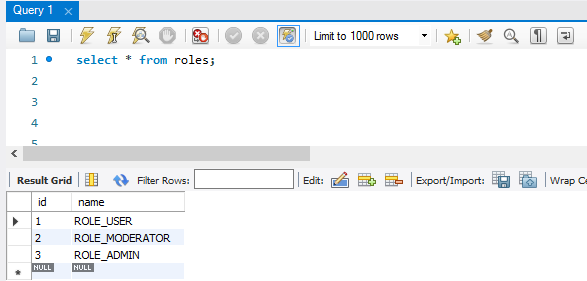 Query 1
Limit to 1000 rows
1 select * from roles;
2
3
4
5
Result Grid Filter Rows: Edit: Export/Import: Wrap Ce
id name
1 ROLE_USER
2 ROLE_MODERATOR
3 ROLE_ADMIN
NULL NULL